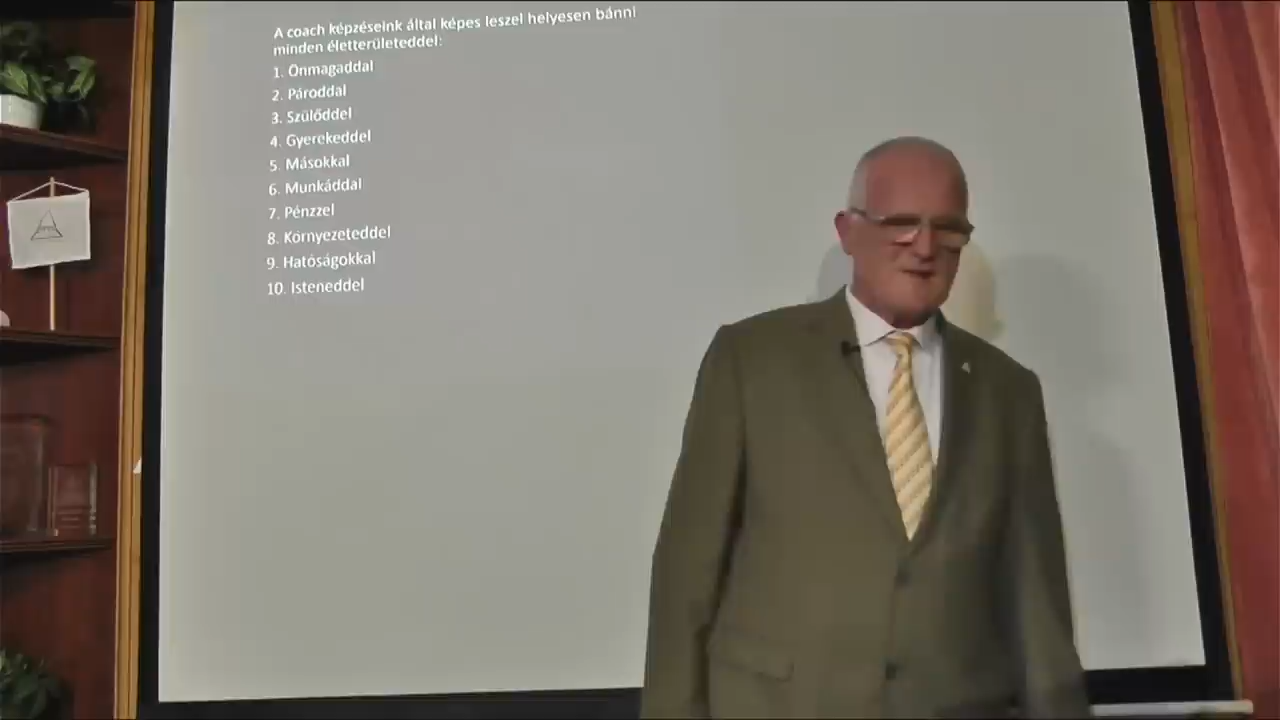 A coach képzéseink által képes leszel helyesen bánni
minden életterületeddel:
1. Önmagaddal
2. Pároddal
3. Szülőddel
4. Gyerekeddel
5. Másokkal
6. Munkáddal
7. Pénzzel
8. Környezeteddel
9. Hatóságokkal
10. Isteneddel